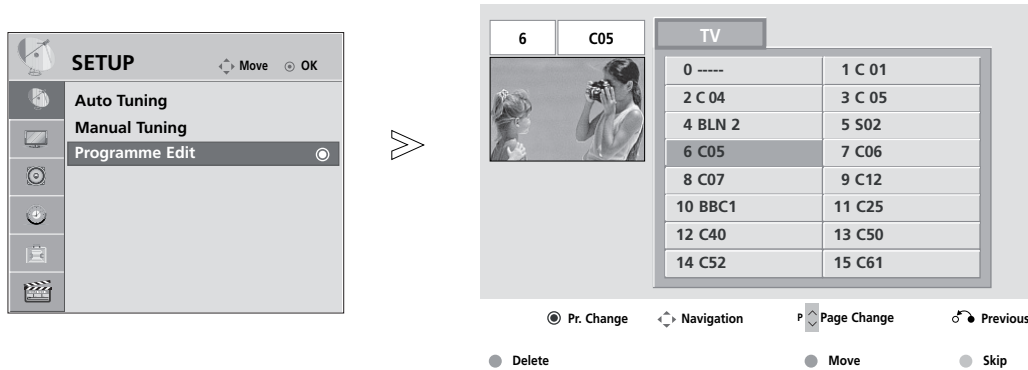 SETUP
Move OK
Auto Tuning
Manual Tuning
Programme Edit
6 C05
TV
0 ----- 1 C 01
2 C 04 3 C 05
4 BLN 2 5 S02
6 C05 7 C06
8 C07 9 C12
10 BBC1 11 C25
12 C40 13 C50
14 C52 15 C61
Pr. Change Navigation P Page Change Previous
Delete Move Skip